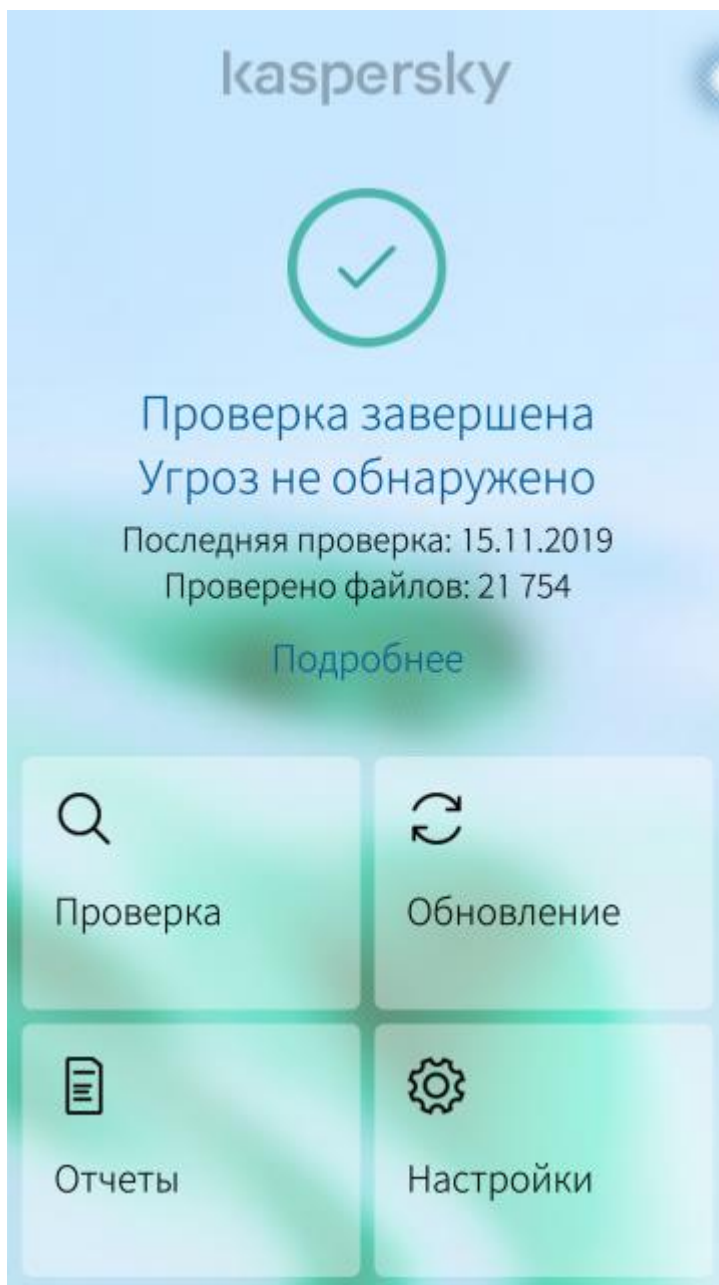 kaspersky
Проверка завершена
Угроз не обнаружено
Последняя проверка: 15.11.2019
Проверено файлов: 21 754
Подробнее
Проверка
Обновление
Отчеты
Настройки